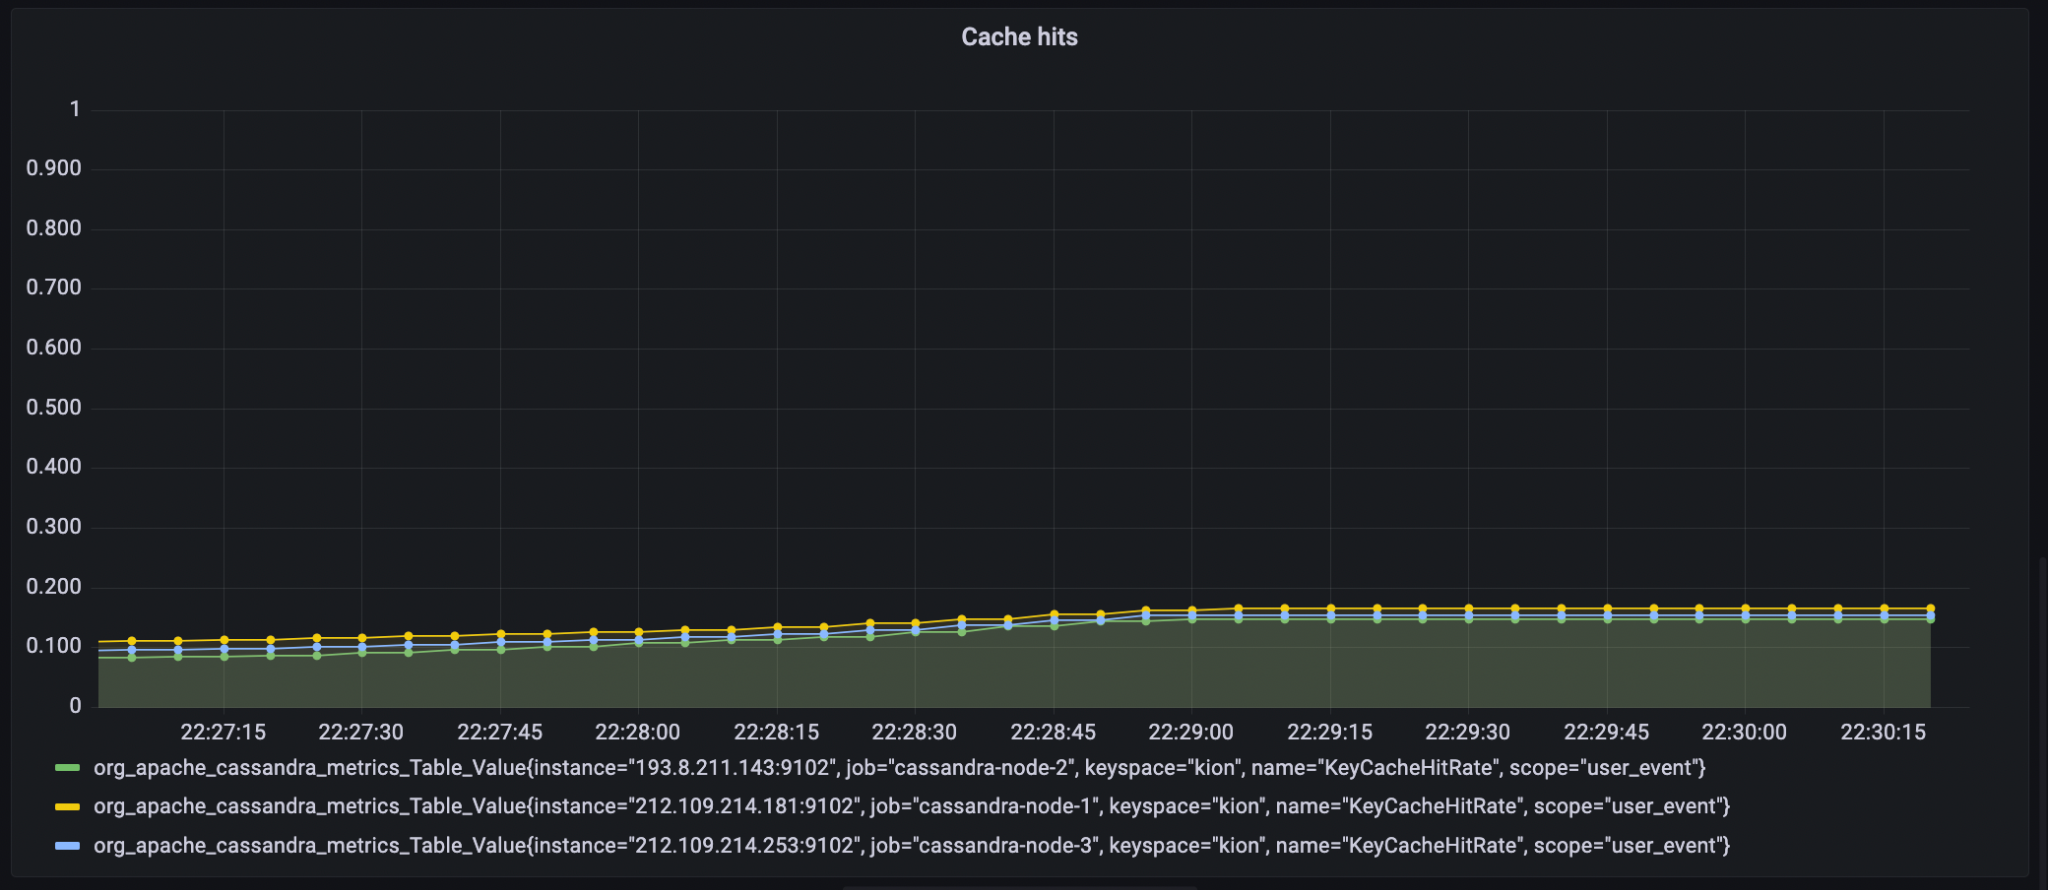 Cache hits
1
0.900
0.800
0.700
0.600
0.500
0.400
0.300
0.200
0.100
0
22:27:15 22:27:30 22:27:45 22:28:00 22:28:15 22:28:30 22:28:45 22:29:00 22:29:15 22:29:30 22:29:45 22:30:00 22:30:15
org_apache_cassandra_metrics_Table_Value{instance="193.8.211.143:9102", job="cassandra-node-2", keyspace="kion", name="KeyCacheHitRate", scope="user_event"}
org_apache_cassandra_metrics_Table_Value{instance="212.109.214.181:9102", job="cassandra-node-1", keyspace="kion", name="KeyCacheHitRate", scope="user_event"}
org_apache_cassandra_metrics_Table_Value{instance="212.109.214.253:9102", job="cassandra-node-3", keyspace="kion", name="KeyCacheHitRate", scope="user_event"}